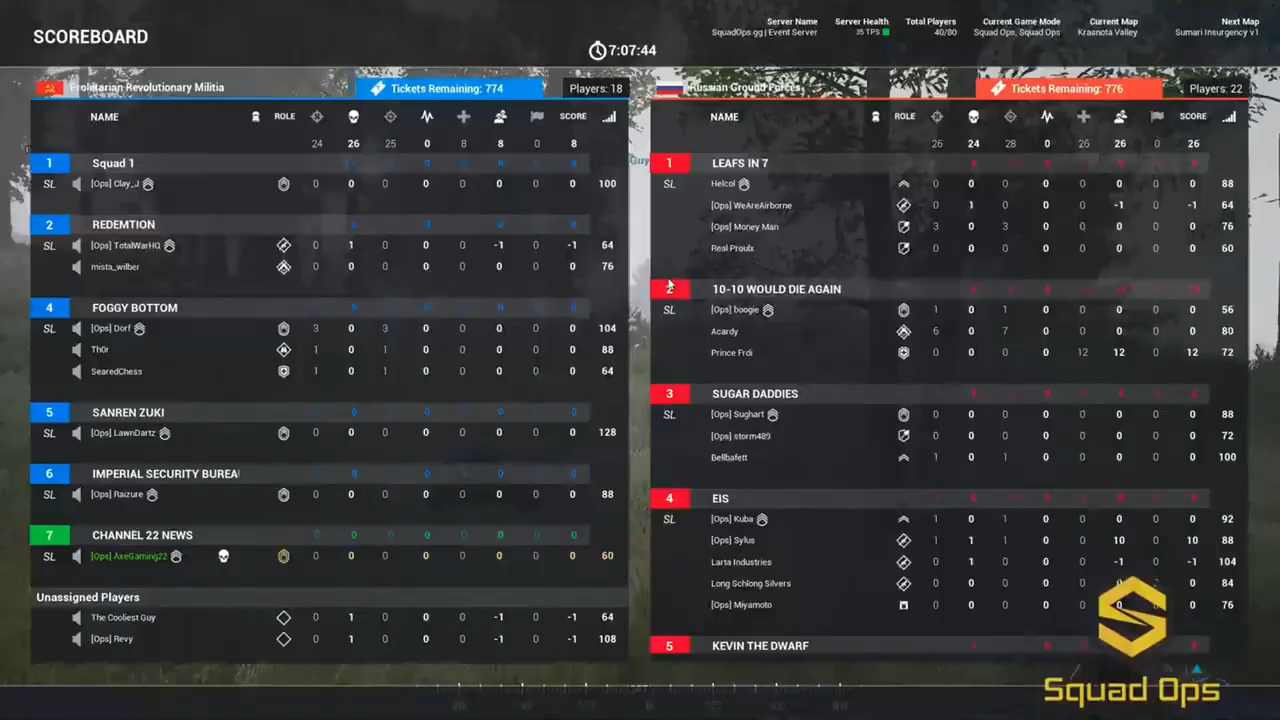 SCOREBOARD
7:07:44
Server Name
SquadOps.gg | Event Server
Server Health
35 TPS
Total Players
40/80
Current Game Mode
Squad Ops, Squad Ops
Current Map
Krasnota Valley
Next Map
Sumari Insurgency v1
Proletarian Revolutionary Militia
Tickets Remaining: 774
Players: 18
NAME ROLE SCORE
24 26 25 0 8 8 0 8
1 Squad 1
SL [Ops] Clay_J 0 0 0 0 0 0 0 0 100
2 REDEMTION
SL [Ops] TotalWarHQ 0 1 0 0 0 -1 0 -1 64
mista_wilber 0 0 0 0 0 0 0 0 76
4 FOGGY BOTTOM
SL [Ops] Dorf 3 0 3 0 0 0 0 0 104
Th0r 1 0 1 0 0 0 0 0 88
SearedChess 1 0 1 0 0 0 0 0 64
5 SANREN ZUKI
SL [Ops] LawnDartz 0 0 0 0 0 0 0 0 128
6 IMPERIAL SECURITY BUREAU
SL [Ops] Raizure 0 0 0 0 0 0 0 0 88
7 CHANNEL 22 NEWS 0 0 0 0 0 0 0 0
SL [Ops] AxeGaming22 0 0 0 0 0 0 0 0 60
Unassigned Players
The Cooliest Guy 0 1 0 0 0 -1 0 -1 64
[Ops] Revy 0 1 0 0 0 -1 0 -1 108
Guy
Russian Ground Forces
Tickets Remaining: 776
Players: 22
NAME ROLE SCORE
26 24 28 0 26 26 0 26
1 LEAFS IN 7
SL Helcol 0 0 0 0 0 0 0 0 88
[Ops] WeAreAirborne 0 1 0 0 0 -1 0 -1 64
[Ops] Money Man 3 0 3 0 0 0 0 0 76
Real Proulx 0 0 0 0 0 0 0 0 60
2 10-10 WOULD DIE AGAIN
SL [Ops] boogie 1 0 1 0 0 0 0 0 56
Acardy 6 0 7 0 0 0 0 0 80
Prince Frdi 0 0 0 0 12 12 0 12 72
3 SUGAR DADDIES
SL [Ops] Sughart 0 0 0 0 0 0 0 0 88
[Ops] storm489 0 0 0 0 0 0 0 0 72
Bellbafett 1 0 1 0 0 0 0 0 100
4 EIS
SL [Ops] Kuba 1 0 1 0 0 0 0 0 92
[Ops] Sylus 1 1 1 0 0 10 0 10 88
Larta Industries 0 1 0 0 0 -1 0 -1 104
Long Schlong Silvers 0 0 0 0 0 0 0 84
[Ops] Miyamoto 0 0 0 0 0 0 0 76
5 KEVIN THE DWARF
Squad Ops